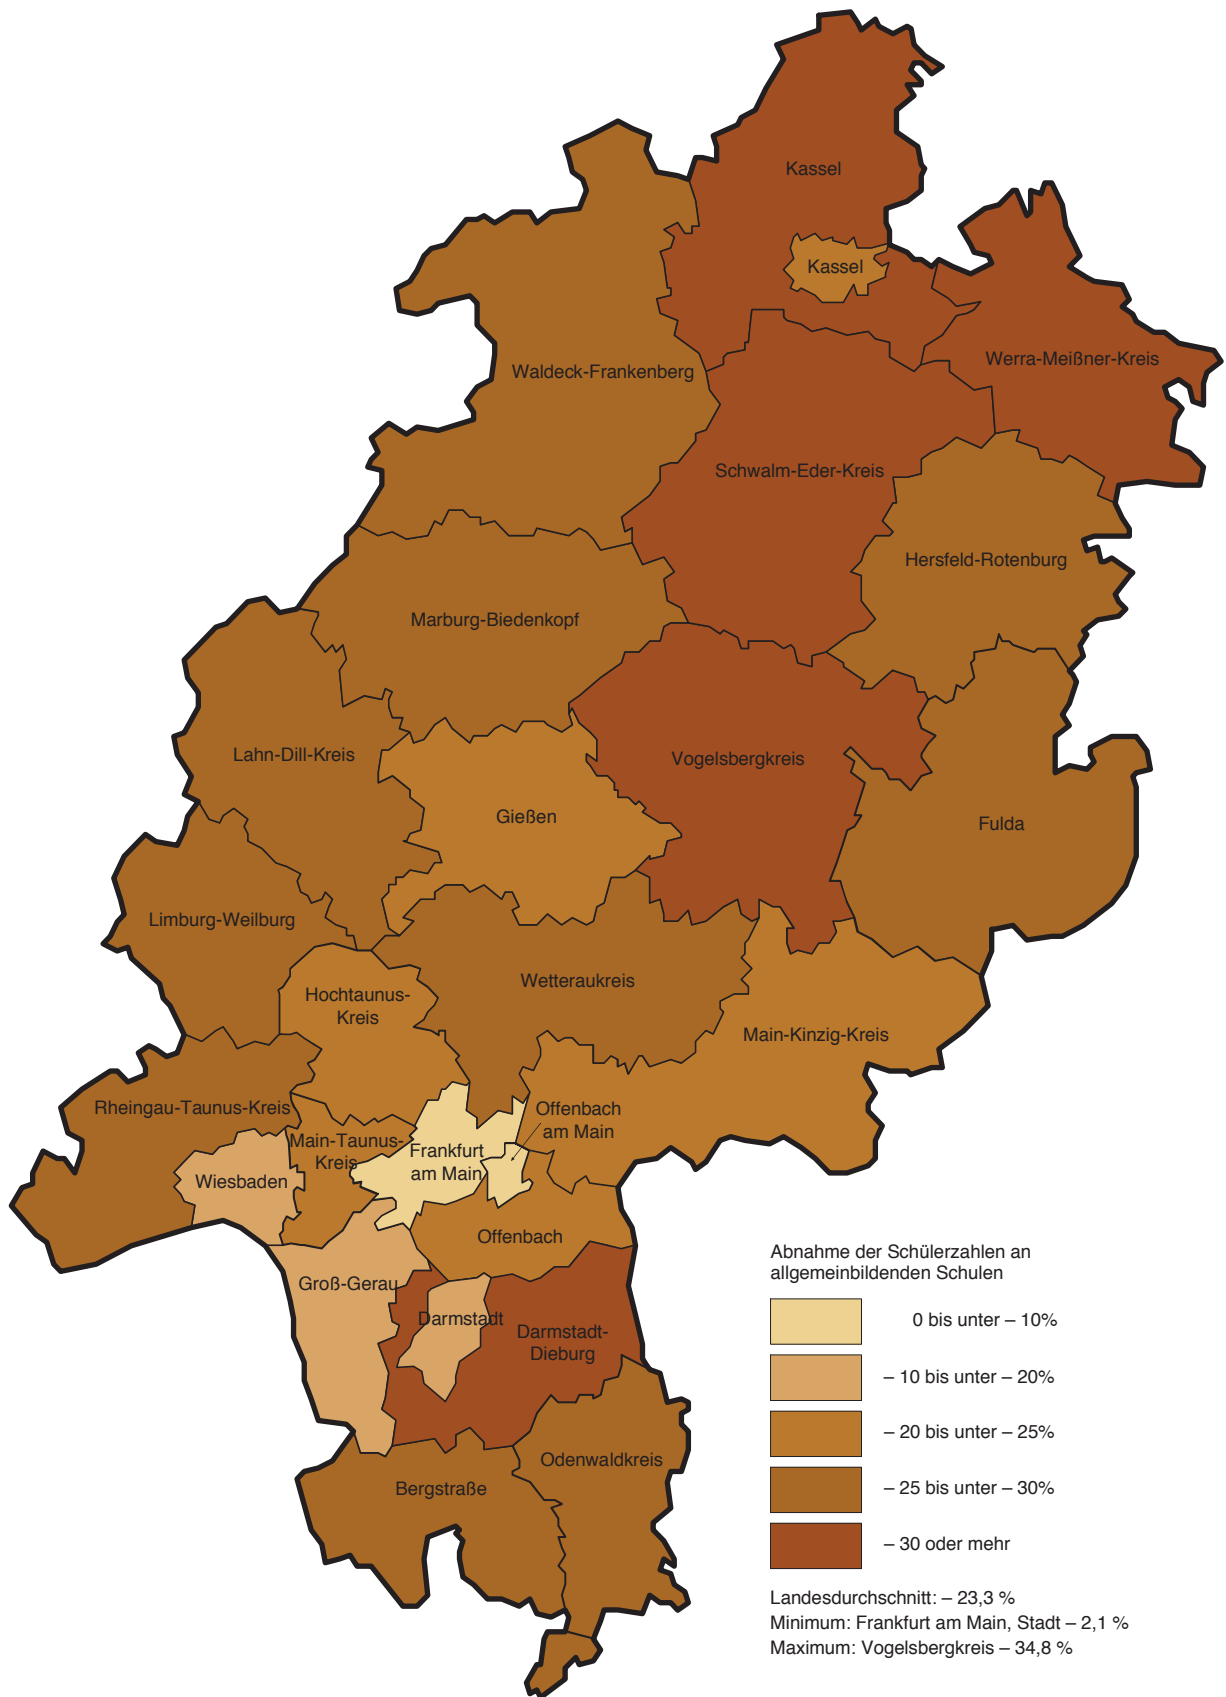 Kassel
Kassel
Werra-Meißner-Kreis
Waldeck-Frankenberg
Schwalm-Eder-Kreis
Hersfeld-Rotenburg
Marburg-Biedenkopf
Lahn-Dill-Kreis
Vogelsbergkreis
Gießen
Fulda
Limburg-Weilburg
Wetteraukreis
Hochtaunus-
Kreis
Main-Kinzig-Kreis
Rheingau-Taunus-Kreis
Offenbach
am Main
Main-Taunus-
Kreis
Frankfurt
am Main
Wiesbaden
Offenbach
Groß-Gerau
Darmstadt
Darmstadt-
Dieburg
Odenwaldkreis
Bergstraße
Abnahme der Schülerzahlen an
allgemeinbildenden Schulen
0 bis unter – 10%
– 10 bis unter – 20%
– 20 bis unter – 25%
– 25 bis unter – 30%
– 30 oder mehr
Landesdurchschnitt: – 23,3 %
Minimum: Frankfurt am Main, Stadt – 2,1 %
Maximum: Vogelsbergkreis – 34,8 %